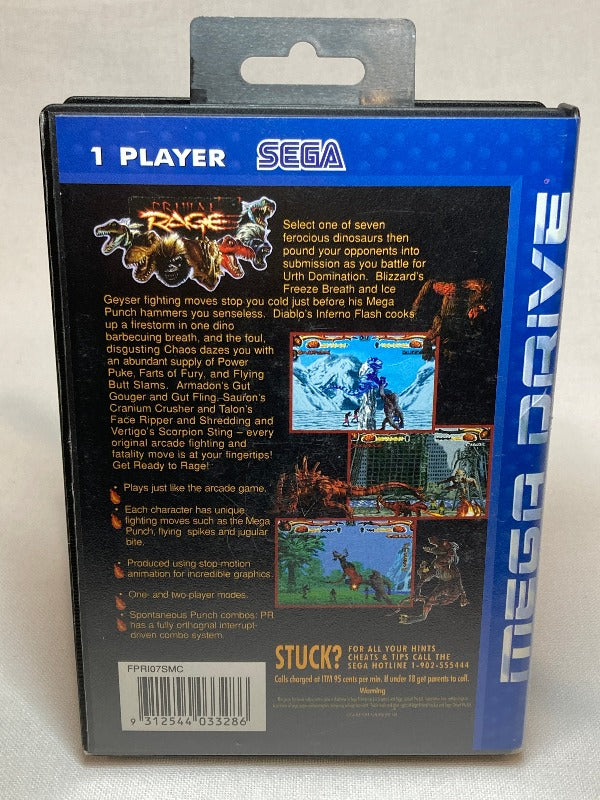 1 PLAYER SEGA
PRIMAL
RAGE
Select one of seven
ferocious dinosaurs then
pound your opponents into
submission as you battle for
Urth Domination. Blizzard's
Freeze Breath and Ice
Geyser fighting moves stop you cold just before his Mega
Punch hammers you senseless. Diablo's Inferno Flash cooks
up a firestorm in one dino
barbecuing breath, and the foul,
disgusting Chaos dazes you with
an abundant supply of Power
Puke, Farts of Fury, and Flying
Butt Slams. Armadon's Gut
Gouger and Gut Fling, Sauron's
Cranium Crusher and Talon's
Face Ripper and Shredding and
Vertigo's Scorpion Sting – every
original arcade fighting and
fatality move is at your fingertips!
Get Ready to Rage!
Plays just like the arcade game.
Each character has unique
fighting moves such as the Mega
Punch, flying spikes and jugular
bite.
Produced using stop-motion
animation for incredible graphics.
One- and two-player modes.
Spontaneous Punch combos: PR
has a fully orthogonal interrupt-
driven combo system.
STUCK? FOR ALL YOUR HINTS
CHEATS & TIPS CALL THE
SEGA HOTLINE 1-902-555444
Calls charged at ITM 95 cents per min. If under 18 get parents to call.
Warning
FPRI07SMC
9 312544 033286
MEGA DRIVE